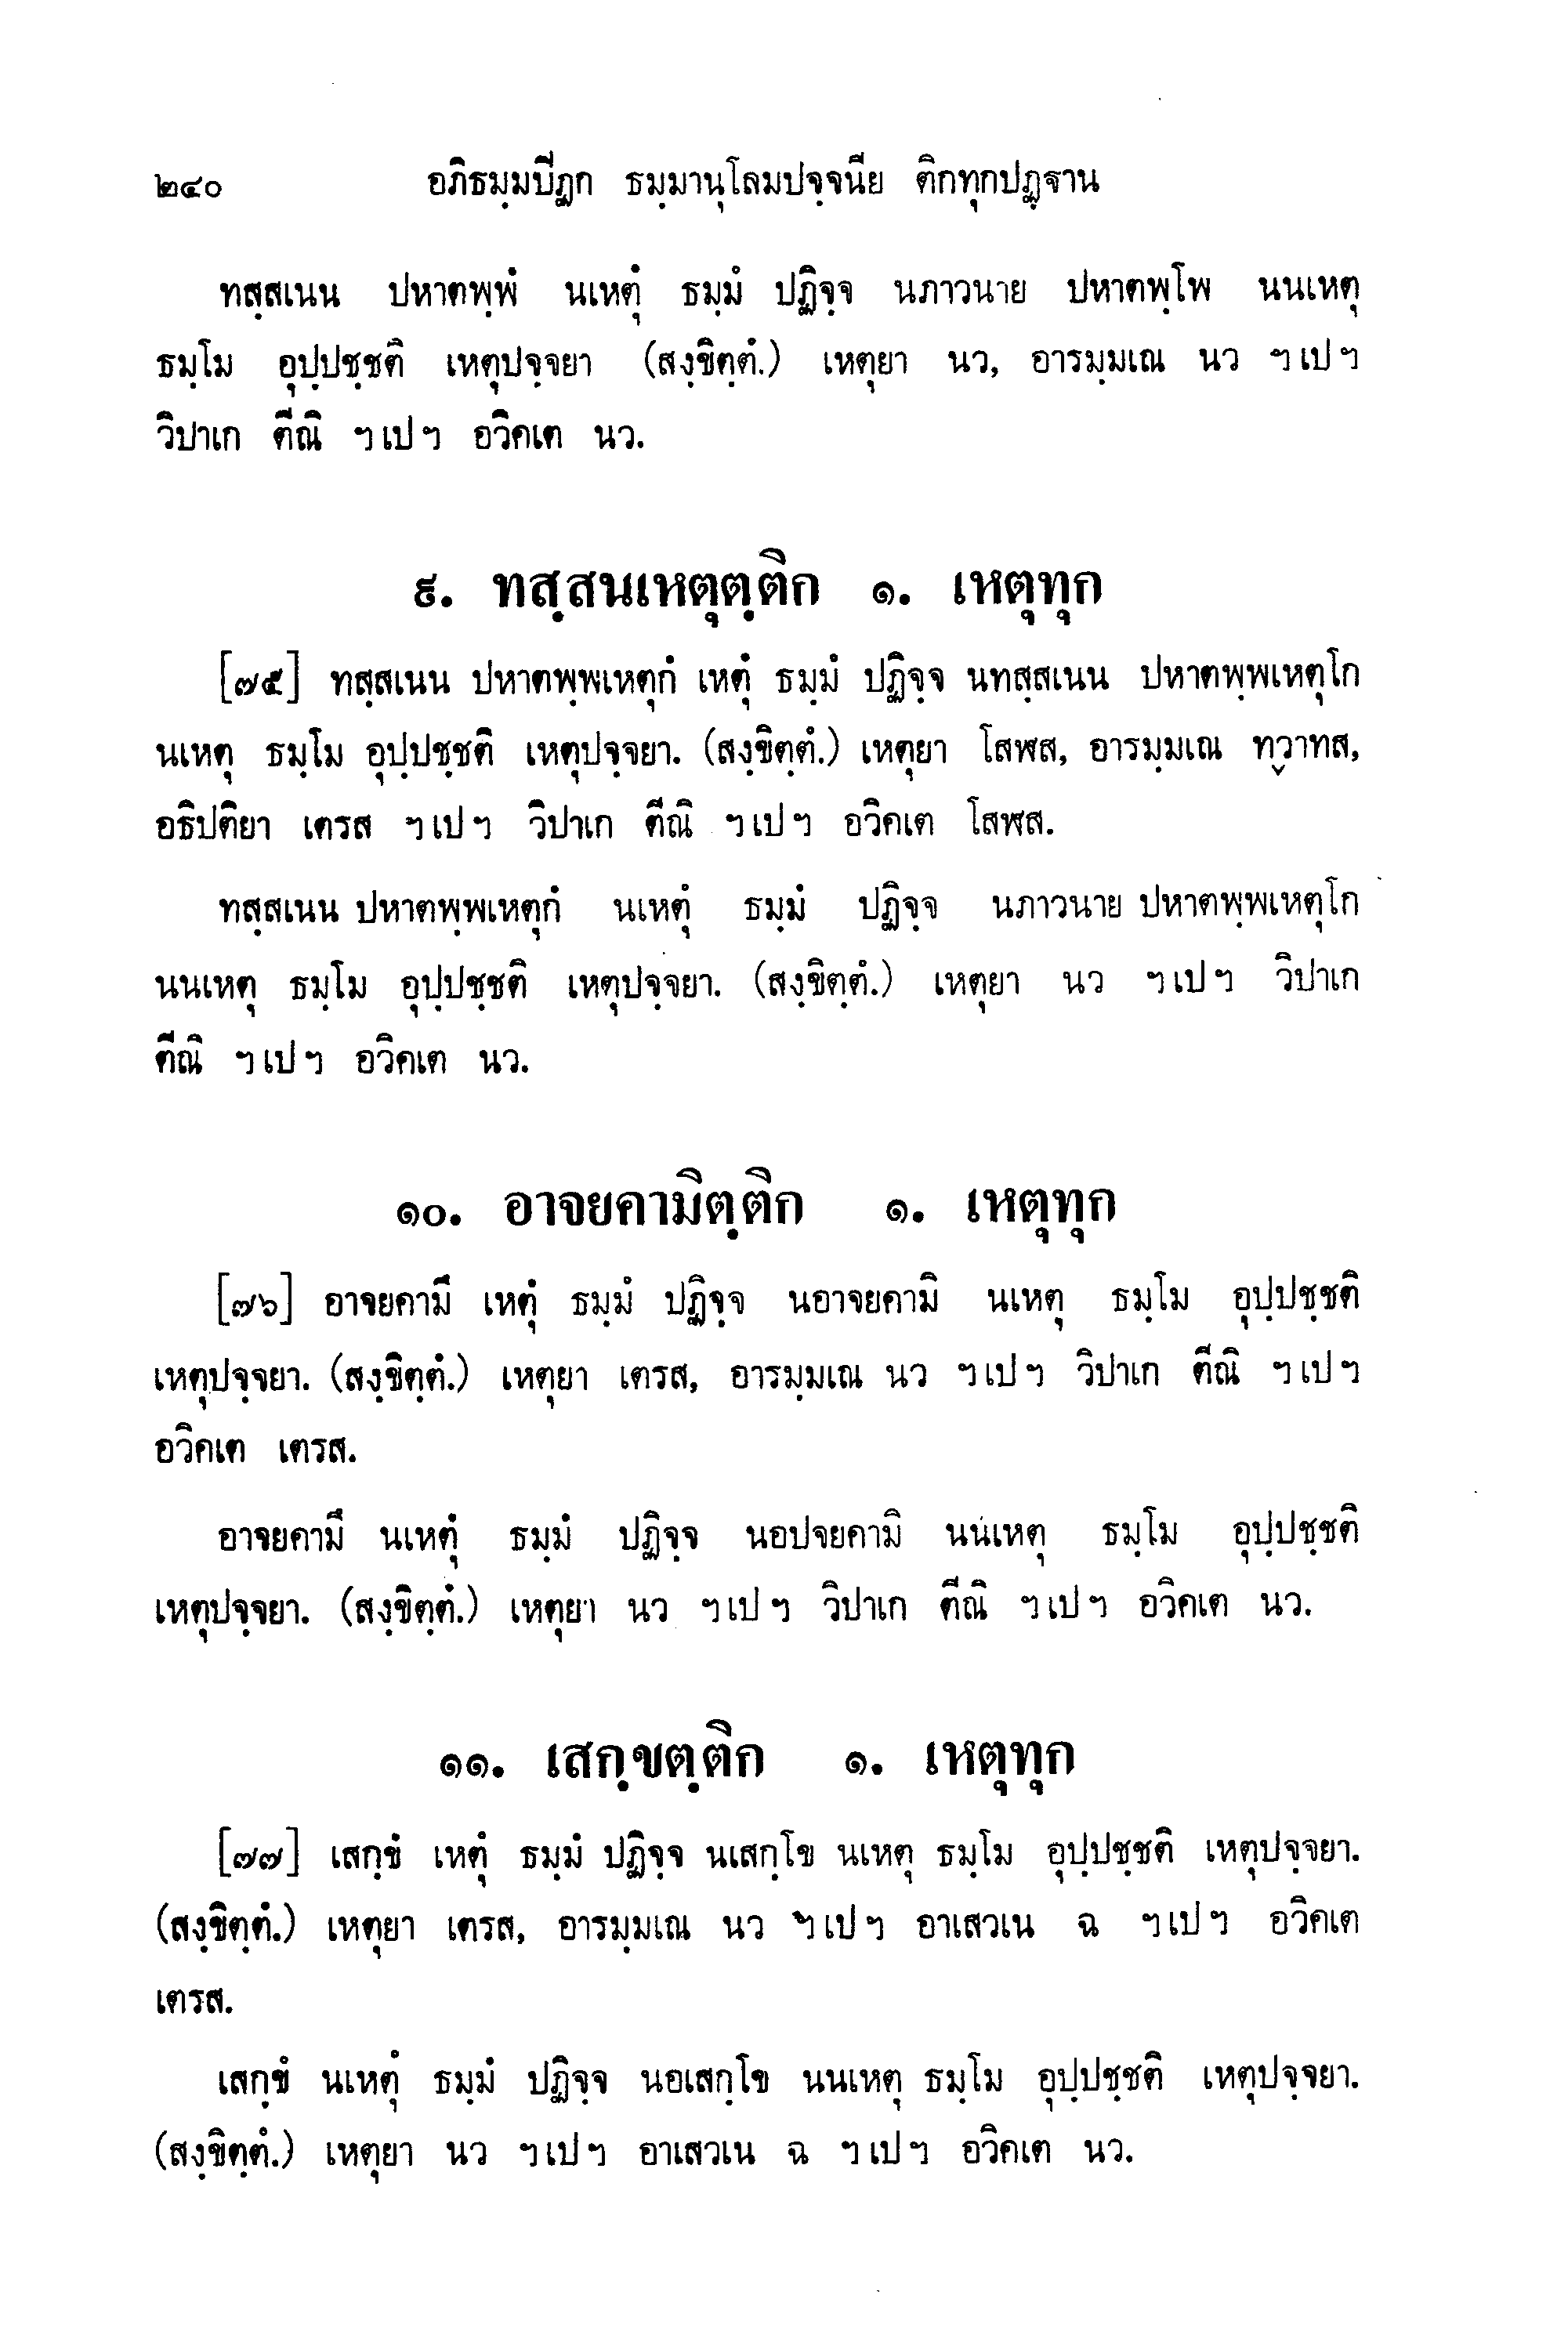 ๒๔๐ อภิธมฺมปีฏก ธมฺมานุโลมปจฺจนีย ติกทุกปฏฺฐาน
ทสฺสเนน ปหาตพฺพํ นเหตุํ ธมฺมํ ปฏิจฺจ นภาวนาย ปหาตพฺโพ นนเหตุ
ธมฺโม อุปฺปชฺชติ เหตุปจฺจยา (สงฺขิตฺตํ.) เหตุยา นว, อารมฺมเณ นว ฯ เป ฯ
วิปาเก ตีณิ ฯ เป ฯ อวิคเต นว.
๙. ทสฺสนเหตุตฺติก ๑. เหตุทุก
[๗๕] ทสฺสเนน ปหาตพฺพเหตุกํ เหตุํ ธมฺมํ ปฏิจฺจ นทสฺสเนน ปหาตพฺพเหตุโก
นเหตุ ธมฺโม อุปฺปชฺชติ เหตุปจฺจยา. (สงฺขิตฺตํ.) เหตุยา โสฬส, อารมฺมเณ ทฺวาทส,
อธิปติยา เตรส ฯ เป ฯ วิปาเก ตีณิ ฯ เป ฯ อวิคเต โสฬส.
ทสฺสเนน ปหาตพฺพเหตุกํ นเหตุํ ธมฺมํ ปฏิจฺจ นภาวนาย ปหาตพฺพเหตุโก
นนเหตุ ธมฺโม อุปฺปชฺชติ เหตุปจฺจยา. (สงฺขิตฺตํ.) เหตุยา นว ฯ เป ฯ วิปาเก
ตีณิ ฯ เป ฯ อวิคเต นว.
๑๐. อาจยคามิตฺติก ๑. เหตุทุก
[๗๖] อาจยคามึ เหตุํ ธมฺมํ ปฏิจฺจ นอาจยคามิ นเหตุ ธมฺโม อุปฺปชฺชติ
เหตุปจฺจยา. (สงฺขิตฺตํ.) เหตุยา เตรส, อารมฺมเณ นว ฯ เป ฯ วิปาเก ตีณิ ฯ เป ฯ
อวิคเต เตรส.
อาจยคามึ นเหตุํ ธมฺมํ ปฏิจฺจ นอปจยคามิ นนเหตุ ธมฺโม อุปฺปชฺชติ
เหตุปจฺจยา. (สงฺขิตฺตํ.) เหตุยา นว ฯ เป ฯ วิปาเก ตีณิ ฯ เป ฯ อวิคเต นว.
๑๑. เสกฺขตฺติก ๑. เหตุทุก
[๗๗] เสกฺขํ เหตุํ ธมฺมํ ปฏิจฺจ นเสกฺโข นเหตุ ธมฺโม อุปฺปชฺชติ เหตุปจฺจยา.
(สงฺขิตฺตํ.) เหตุยา เตรส, อารมฺมเณ นว ฯ เป ฯ อาเสวเน ฉ ฯ เป ฯ อวิคเต
เตรส.
เสกฺขํ นเหตุํ ธมฺมํ ปฏิจฺจ นอเสกฺโข นนเหตุ ธมฺโม อุปฺปชฺชติ เหตุปจฺจยา.
(สงฺขิตฺตํ.) เหตุยา นว ฯ เป ฯ อาเสวเน ฉ ฯ เป ฯ อวิคเต นว.